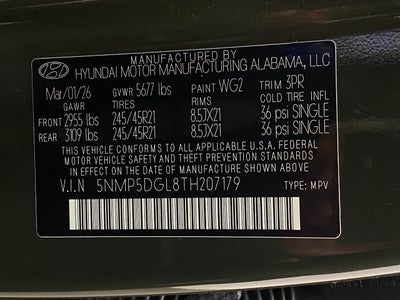 MANUFACTURED BY
HYUNDAI MOTOR MANUFACTURING ALABAMA, LLC
Mar/01/26 GVWR 5677 lbs PAINT WG2 TRIM 3PR
GAWR TIRES RIMS COLD TIRE INFL
FRONT 2955 lbs 245/45R21 8.5JX21 36 psi SINGLE
REAR 3109 lbs 245/45R21 8.5JX21 36 psi SINGLE
THIS VEHICLE CONFORMS TO ALL APPLICABLE U.S.A. FEDERAL
MOTOR VEHICLE SAFETY, BUMPER, AND THEFT PREVENTION STANDARDS
IN EFFECT ON THE DATE OF MANUFACTURE SHOWN ABOVE.
V.I.N 5NMP5DGL8TH207179 TYPE: MPV